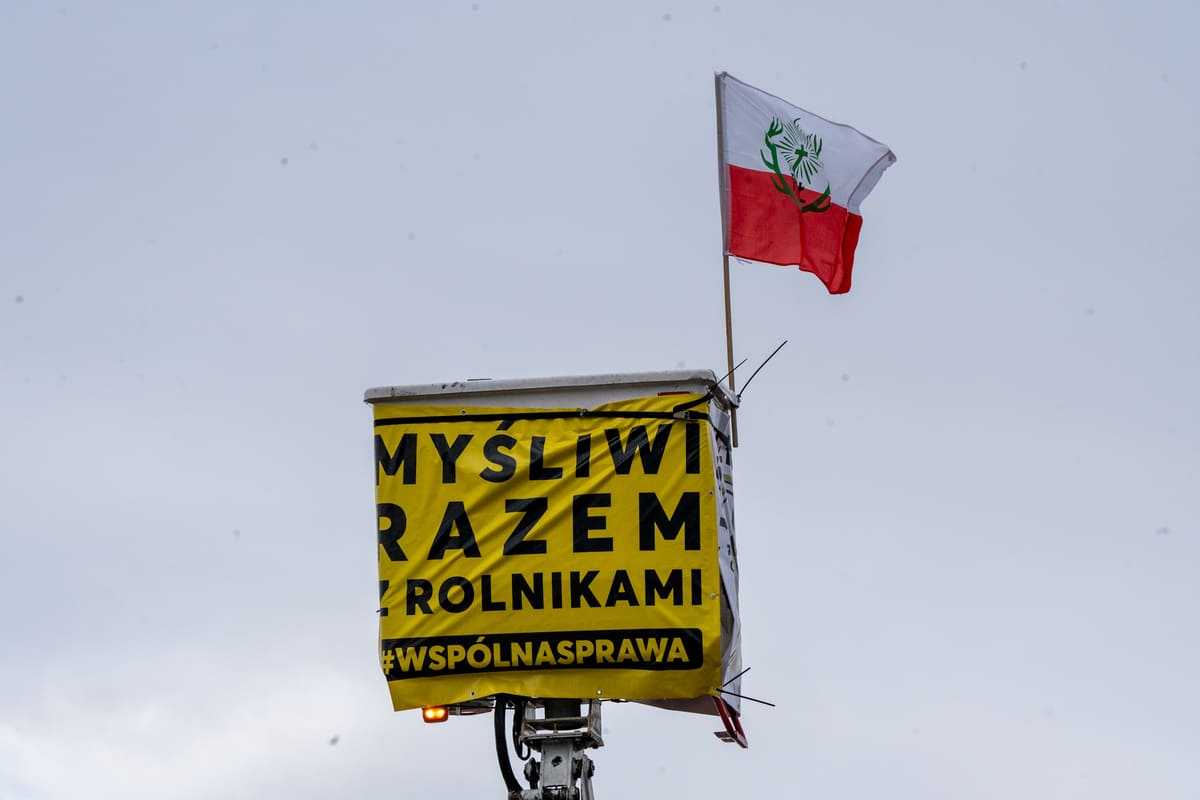 MYŚLIWI
RAZEM
Z ROLNIKAMI
#WSPÓLNASPRAWA